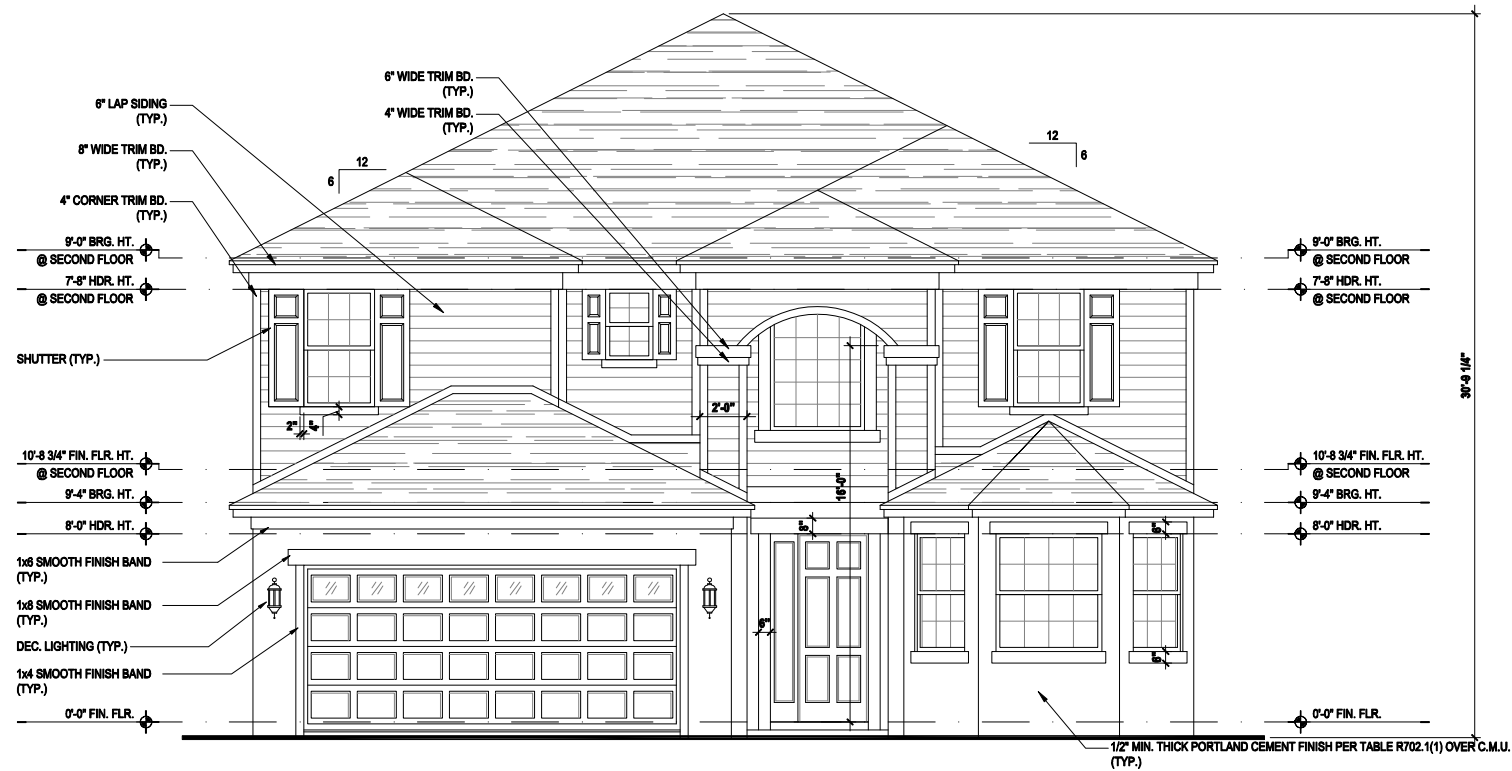 6" WIDE TRIM BD.
(TYP.)
4" WIDE TRIM BD.
(TYP.)
6" LAP SIDING
(TYP.)
8" WIDE TRIM BD.
(TYP.)
4" CORNER TRIM BD.
(TYP.)
12
6
12
6
9'-0" BRG. HT.
@ SECOND FLOOR
7'-8" HDR. HT.
@ SECOND FLOOR
SHUTTER (TYP.)
9'-0" BRG. HT.
@ SECOND FLOOR
7'-8" HDR. HT.
@ SECOND FLOOR
30'-9 1/4"
2'-0"
2"
4"
10'-8 3/4" FIN. FLR. HT.
@ SECOND FLOOR
9'-4" BRG. HT.
8'-0" HDR. HT.
16'-0"
8"
6"
10'-8 3/4" FIN. FLR. HT.
@ SECOND FLOOR
9'-4" BRG. HT.
8'-0" HDR. HT.
1x6 SMOOTH FINISH BAND
(TYP.)
1x8 SMOOTH FINISH BAND
(TYP.)
DEC. LIGHTING (TYP.)
1x4 SMOOTH FINISH BAND
(TYP.)
6"
6"
0'-0" FIN. FLR.
0'-0" FIN. FLR.
1/2" MIN. THICK PORTLAND CEMENT FINISH PER TABLE R702.1(1) OVER C.M.U.
(TYP.)